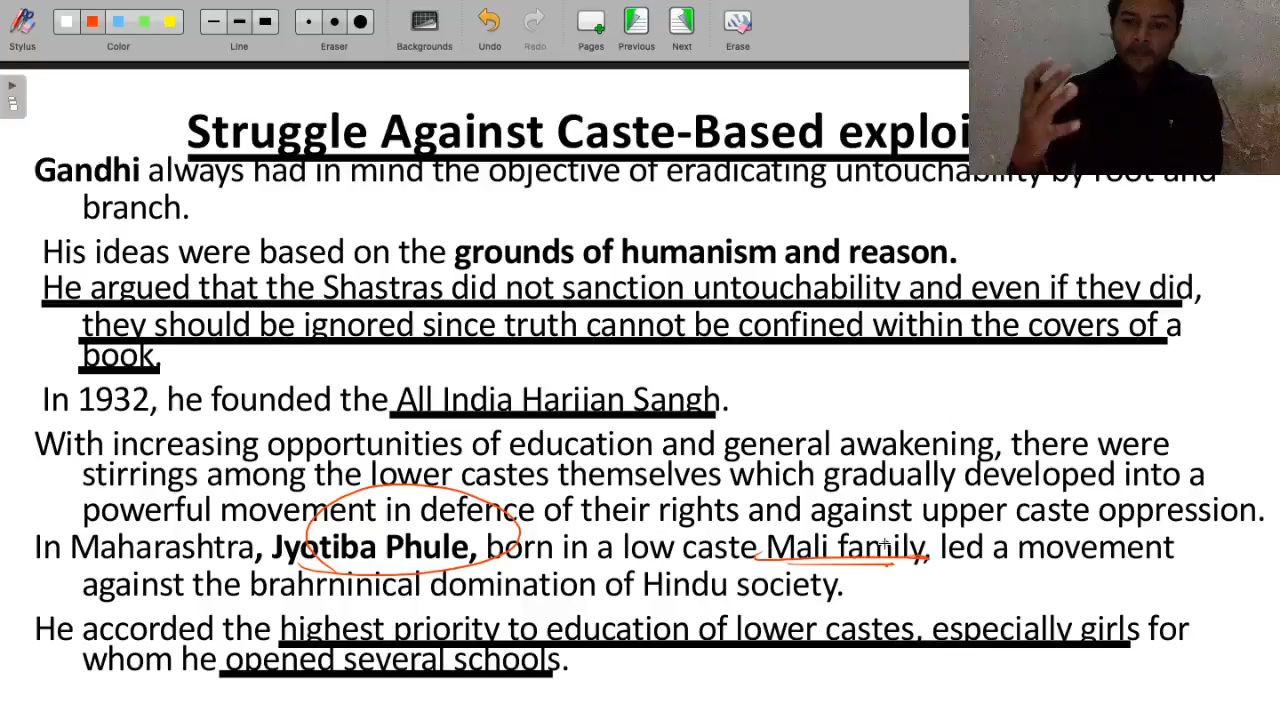 Stylus
Color
Line
Eraser
Backgrounds
Undo
Redo
Pages
Previous
Next
Erase
Struggle Against Caste-Based exploi
Gandhi always had in mind the objective of eradicating untouchability by root and
branch.
His ideas were based on the grounds of humanism and reason.
He argued that the Shastras did not sanction untouchability and even if they did,
they should be ignored since truth cannot be confined within the covers of a
book.
In 1932, he founded the All India Harijan Sangh.
With increasing opportunities of education and general awakening, there were
stirrings among the lower castes themselves which gradually developed into a
powerful movement in defence of their rights and against upper caste oppression.
In Maharashtra, Jyotiba Phule, born in a low caste Mali family, led a movement
against the brahrninical domination of Hindu society.
He accorded the highest priority to education of lower castes, especially girls for
whom he opened several schools.